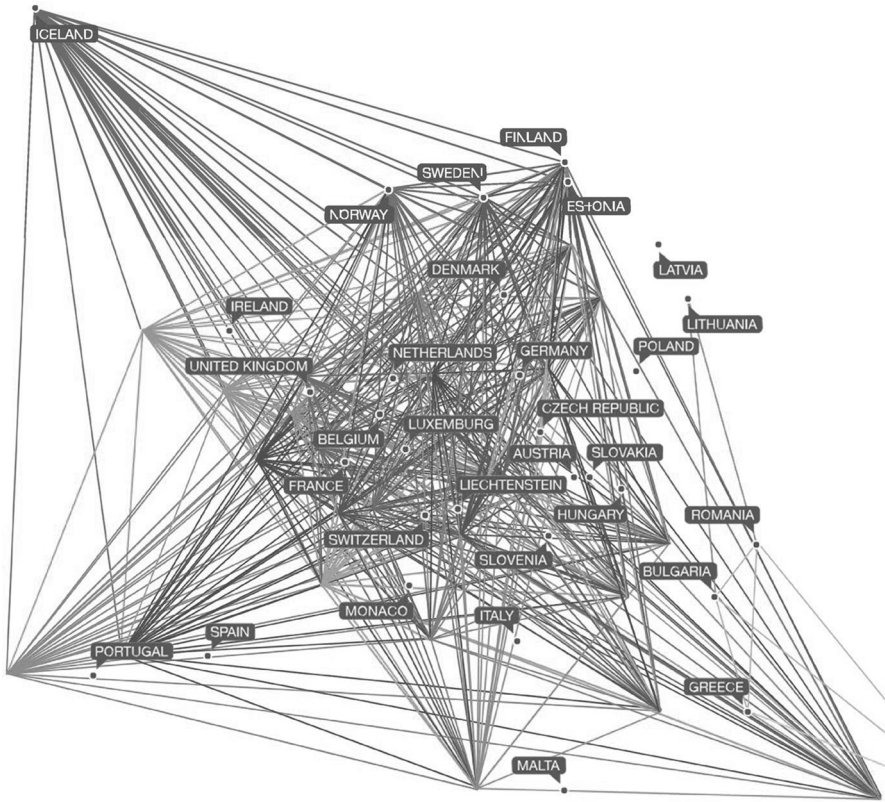 ICELAND
FINLAND
SWEDEN
NORWAY
ESTONIA
DENMARK
LATVIA
IRELAND
LITHUANIA
NETHERLANDS
GERMANY
POLAND
UNITED KINGDOM
CZECH REPUBLIC
LUXEMBURG
BELGIUM
AUSTRIA
SLOVAKIA
FRANCE
LIECHTENSTEIN
HUNGARY
ROMANIA
SWITZERLAND
SLOVENIA
BULGARIA
MONACO
ITALY
SPAIN
PORTUGAL
GREECE
MALTA